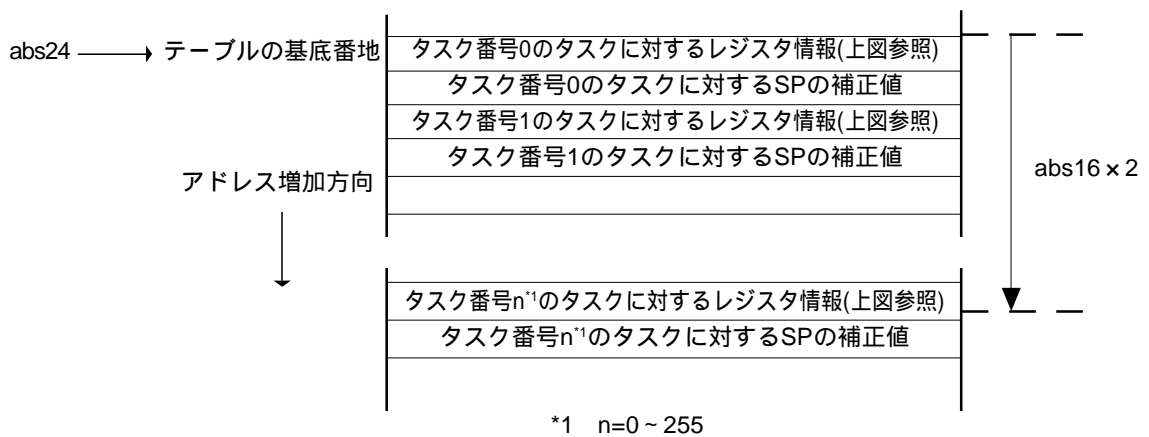 タスク番号0のタスクに対するレジスタ情報(上図参照)
abs24 テーブルの基底番地
タスク番号0のタスクに対するSPの補正値
タスク番号1のタスクに対するレジスタ情報(上図参照)
タスク番号1のタスクに対するSPの補正値
abs16×2
アドレス増加方向
タスク番号n*1のタスクに対するレジスタ情報(上図参照)
タスク番号n*1のタスクに対するSPの補正値
*1 n=0~255